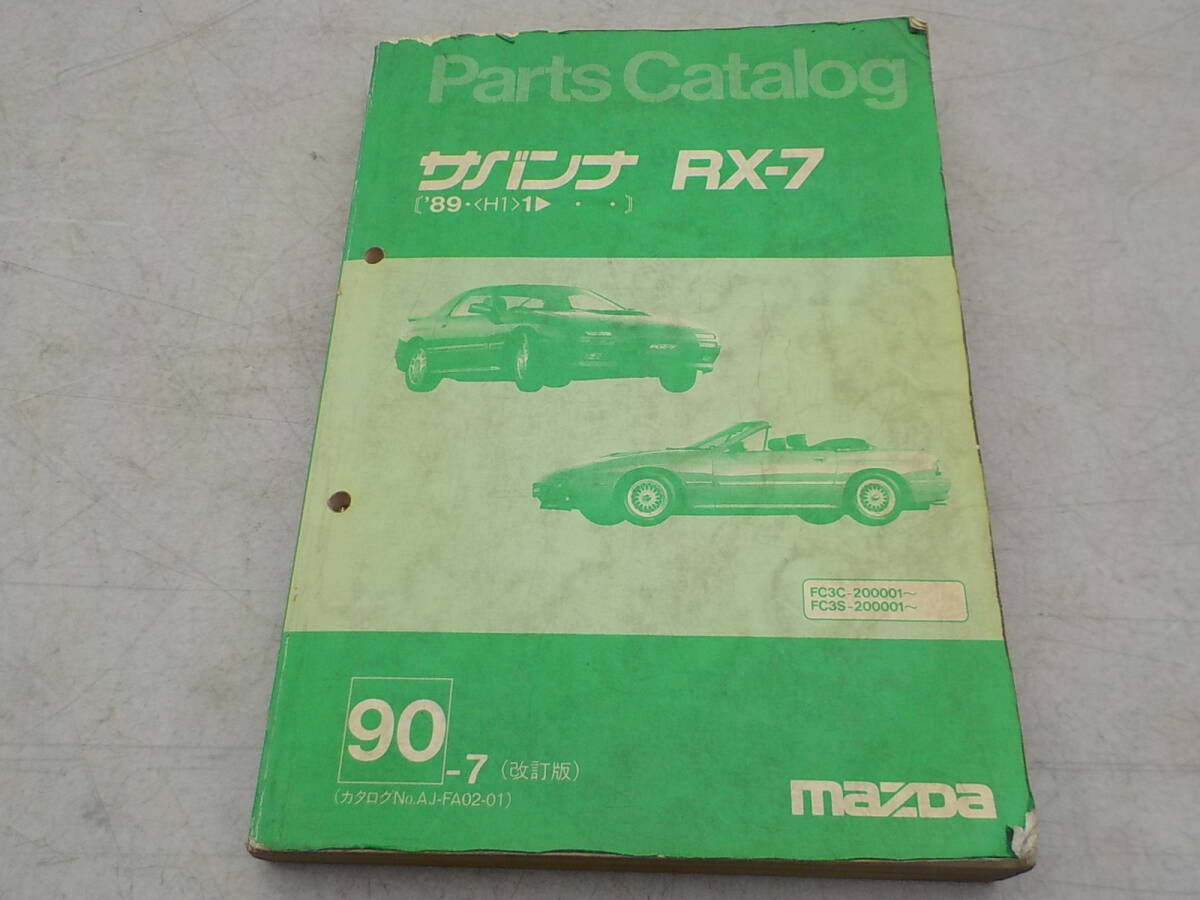 Parts Catalog
サバンナ RX-7
〔'89・〈H1〉1▶ ・ ・〕
FC3C-200001～
FC3S-200001～
90-7（改訂版）
（カタログNo.AJ-FA02-01）
mazda